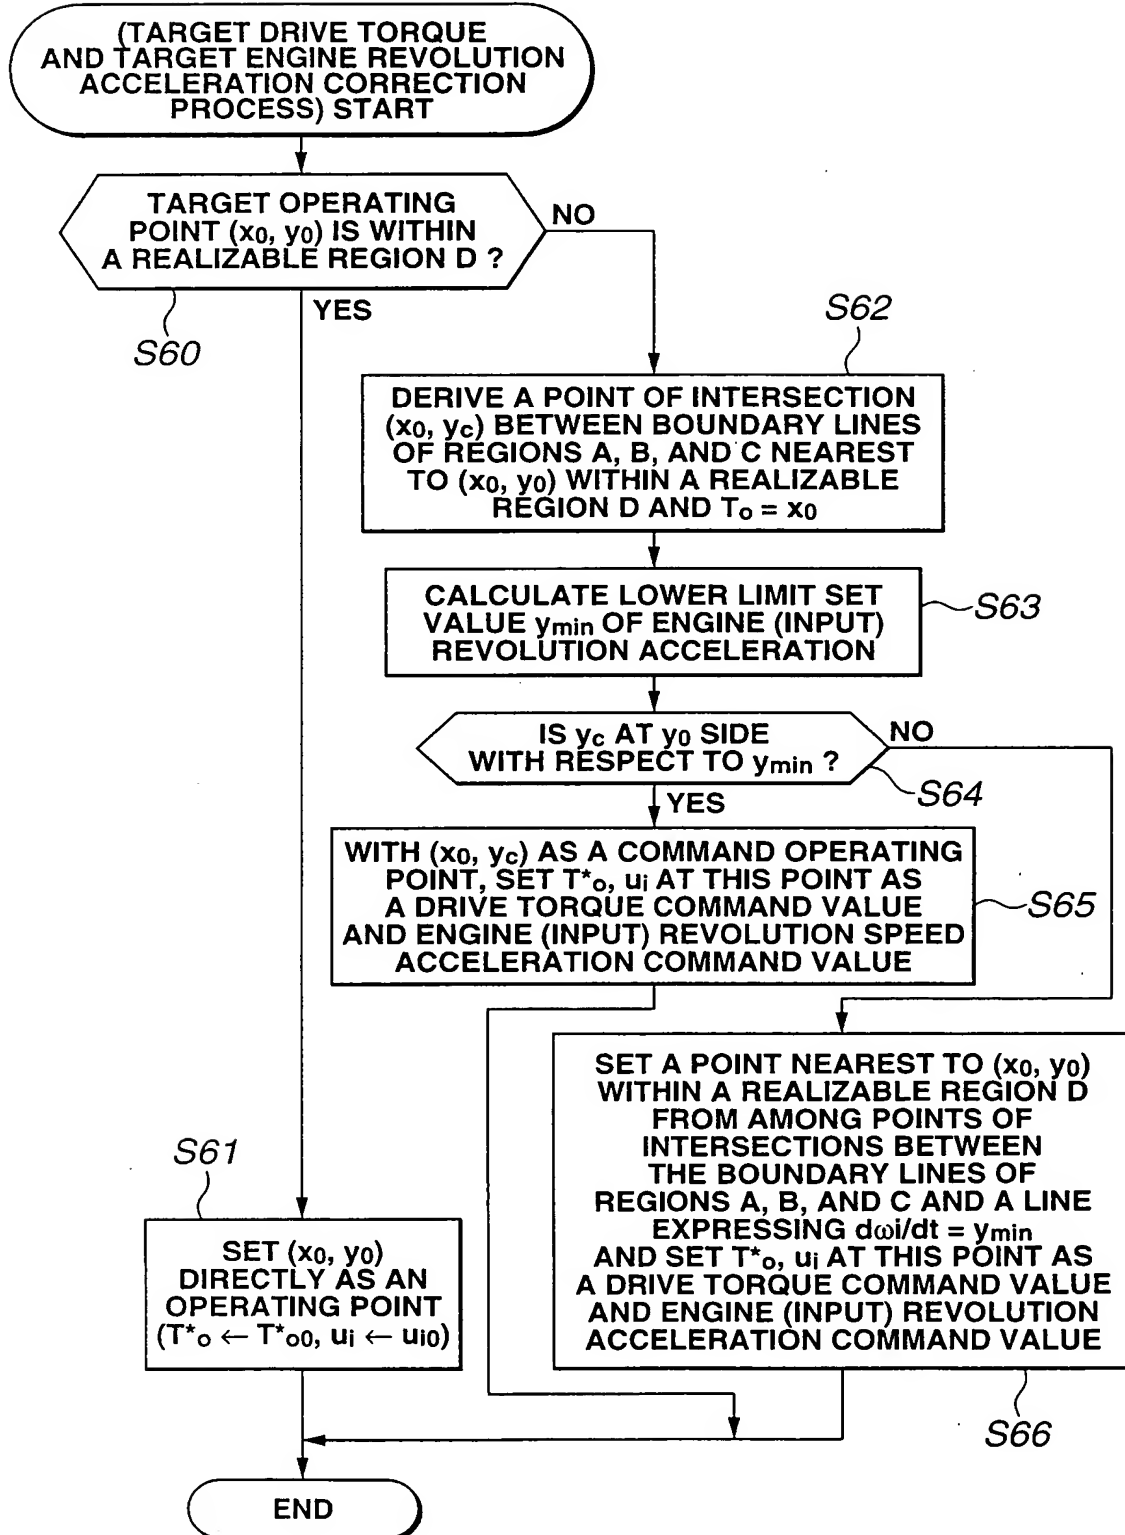 (TARGET DRIVE TORQUE
AND TARGET ENGINE REVOLUTION
ACCELERATION CORRECTION
PROCESS) START
TARGET OPERATING
POINT (x0, y0) IS WITHIN
A REALIZABLE REGION D ?
NO
YES
S60
S62
DERIVE A POINT OF INTERSECTION
(x0, yc) BETWEEN BOUNDARY LINES
OF REGIONS A, B, AND C NEAREST
TO (x0, y0) WITHIN A REALIZABLE
REGION D AND To = x0
CALCULATE LOWER LIMIT SET
VALUE ymin OF ENGINE (INPUT)
REVOLUTION ACCELERATION
S63
IS yc AT y0 SIDE
WITH RESPECT TO ymin ?
NO
S64
YES
WITH (x0, yc) AS A COMMAND OPERATING
POINT, SET T*o, ui AT THIS POINT AS
A DRIVE TORQUE COMMAND VALUE
AND ENGINE (INPUT) REVOLUTION SPEED
ACCELERATION COMMAND VALUE
S65
SET A POINT NEAREST TO (x0, y0)
WITHIN A REALIZABLE REGION D
FROM AMONG POINTS OF
INTERSECTIONS BETWEEN
THE BOUNDARY LINES OF
REGIONS A, B, AND C AND A LINE
EXPRESSING dωi/dt = ymin
AND SET T*o, ui AT THIS POINT AS
A DRIVE TORQUE COMMAND VALUE
AND ENGINE (INPUT) REVOLUTION
ACCELERATION COMMAND VALUE
S66
S61
SET (x0, y0)
DIRECTLY AS AN
OPERATING POINT
(T*o ← T*o0, ui ← ui0)
END